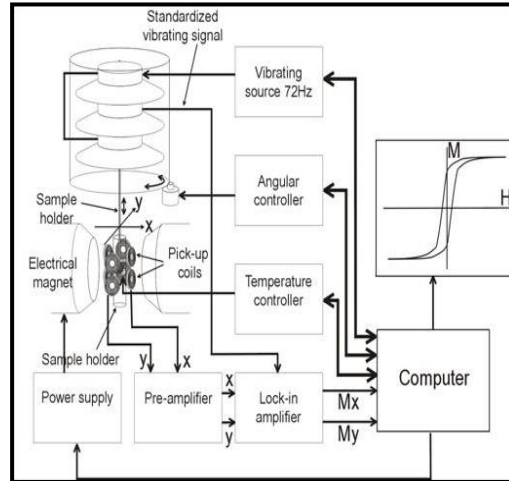 Standardized
vibrating signal
Vibrating
source 72Hz
M
H
Angular
controller
Sample
holder
y
x
Electrical
magnet
Pick-up
coils
Temperature
controller
Sample holder
y
x
Power supply
Pre-amplifier
x
y
Lock-in
amplifier
Mx
My
Computer